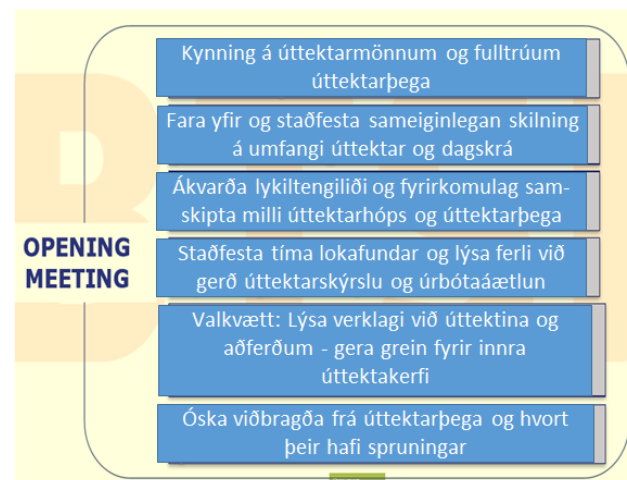 Kynning á úttektarmönnum og fulltrúum
úttektarþega
Fara yfir og staðfesta sameiginlegan skilning
á umfangi úttektar og dagskrá
Ákvarða lykiltengiliði og fyrirkomulag sam-
skipta milli úttektarhóps og úttektarþega
OPENING
MEETING
Staðfesta tíma lokafundar og lýsa ferli við
gerð úttektarskýrslu og úrbótaáætlun
Valkvætt: Lýsa verklagi við úttektina og
aðferðum - gera grein fyrir innra
úttektakerfi
Óska viðbragða frá úttektarþega og hvort
þeir hafi spruningar